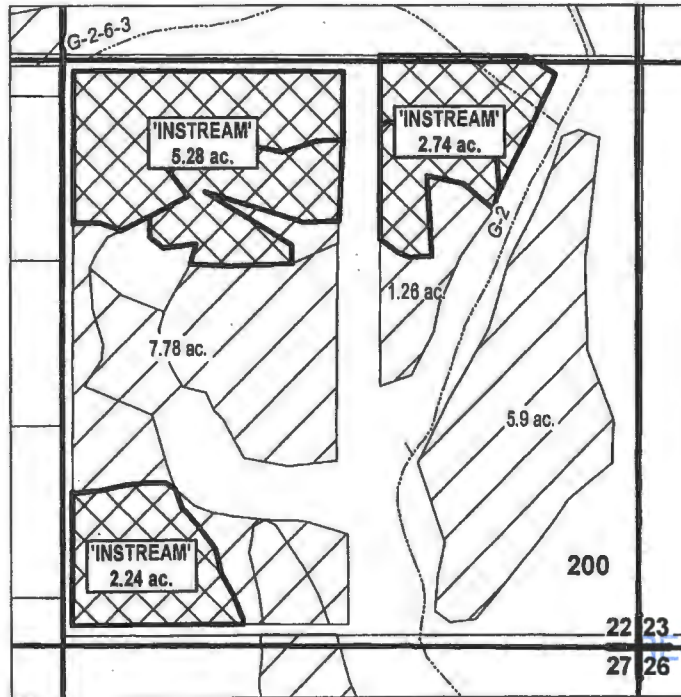 G-2-6-3
'INSTREAM'
5.28 ac.
'INSTREAM'
2.74 ac.
G-2
1.26 ac.
7.78 ac.
5.9 ac.
'INSTREAM'
2.24 ac.
200
22 23
27 26